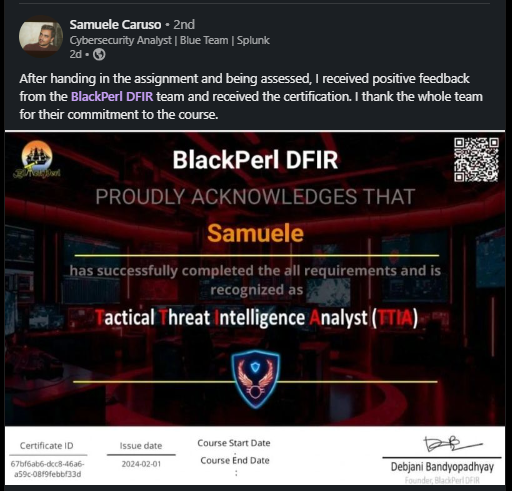 Samuele Caruso • 2nd
Cybersecurity Analyst | Blue Team | Splunk
2d •
After handing in the assignment and being assessed, I received positive feedback
from the BlackPerl DFIR team and received the certification. I thank the whole team
for their commitment to the course.
BlackPerl DFIR
PROUDLY ACKNOWLEDGES THAT
Samuele
has successfully completed the all requirements and is
recognized as
Tactical Threat Intelligence Analyst (TTIA)
Certificate ID
67bf6ab6-dcc8-46a6-
a59c-08f9febbf33d
Issue date
2024-02-01
Course Start Date
:
Course End Date
:
Debjani Bandyopadhyay
Founder, BlackPerl DFIR